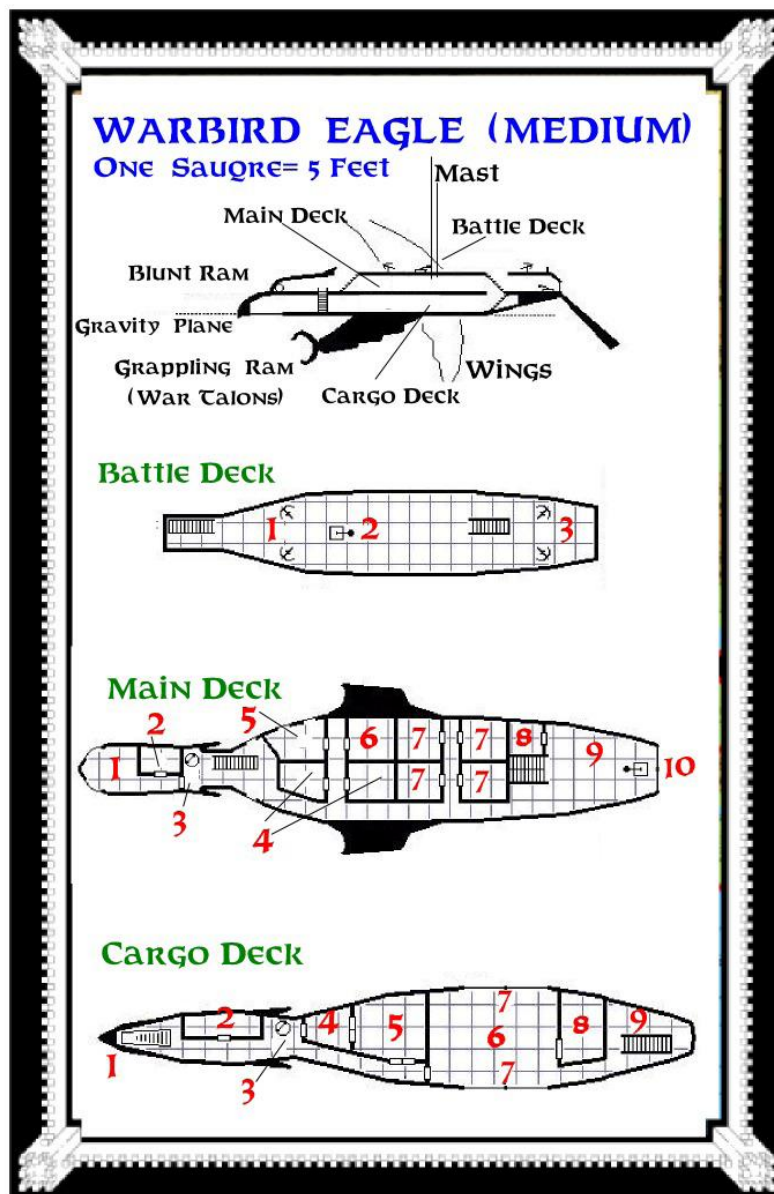 WARBIRD EAGLE (MEDIUM)
ONE SAUQRE= 5 FEET
MAST
MAIN DECK
BATTLE DECK
BLUNT RAM
GRAVITY PLANE
GRAPPLING RAM
(WAR TALONS)
WINGS
CARGO DECK
BATTLE DECK
1 2 3
MAIN DECK
2 5
6 7 7 8
1 9 10
7 7
3 4
CARGO DECK
2 4 7
5 6 8 9
1 3 7